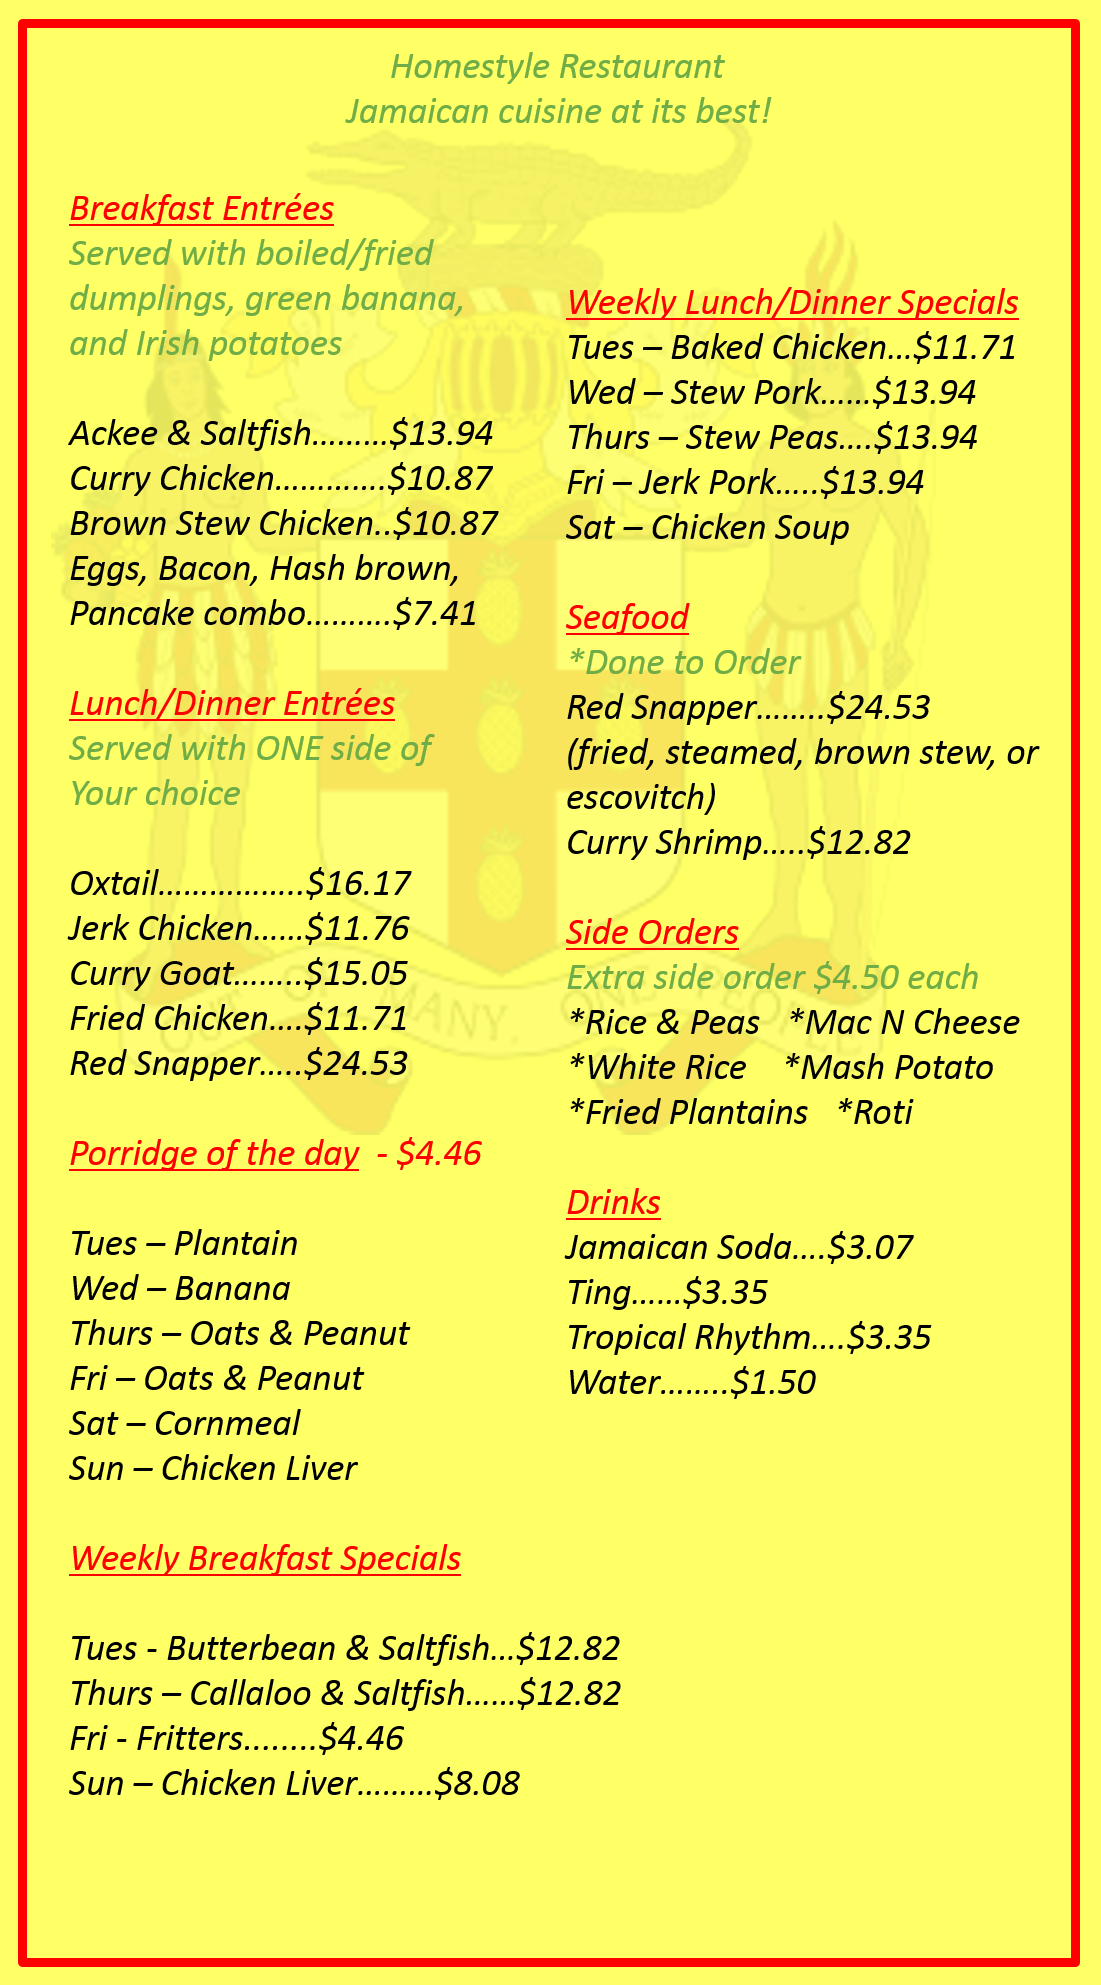 Homestyle Restaurant
Jamaican cuisine at its best!
Breakfast Entrées
Served with boiled/fried
dumplings, green banana,
and Irish potatoes
Ackee & Saltfish.........$13.94
Curry Chicken.............$10.87
Brown Stew Chicken..$10.87
Eggs, Bacon, Hash brown,
Pancake combo..........$7.41
Lunch/Dinner Entrées
Served with ONE side of
Your choice
Oxtail.................$16.17
Jerk Chicken......$11.76
Curry Goat........$15.05
Fried Chicken....$11.71
Red Snapper.....$24.53
Porridge of the day - $4.46
Tues – Plantain
Wed – Banana
Thurs – Oats & Peanut
Fri – Oats & Peanut
Sat – Cornmeal
Sun – Chicken Liver
Weekly Breakfast Specials
Tues - Butterbean & Saltfish...$12.82
Thurs – Callaloo & Saltfish......$12.82
Fri - Fritters........$4.46
Sun – Chicken Liver.........$8.08
Weekly Lunch/Dinner Specials
Tues – Baked Chicken...$11.71
Wed – Stew Pork......$13.94
Thurs – Stew Peas....$13.94
Fri – Jerk Pork.....$13.94
Sat – Chicken Soup
Seafood
*Done to Order
Red Snapper........$24.53
(fried, steamed, brown stew, or
escovitch)
Curry Shrimp.....$12.82
Side Orders
Extra side order $4.50 each
*Rice & Peas *Mac N Cheese
*White Rice *Mash Potato
*Fried Plantains *Roti
Drinks
Jamaican Soda....$3.07
Ting......$3.35
Tropical Rhythm....$3.35
Water........$1.50
OUT OF MANY, ONE PEOPLE